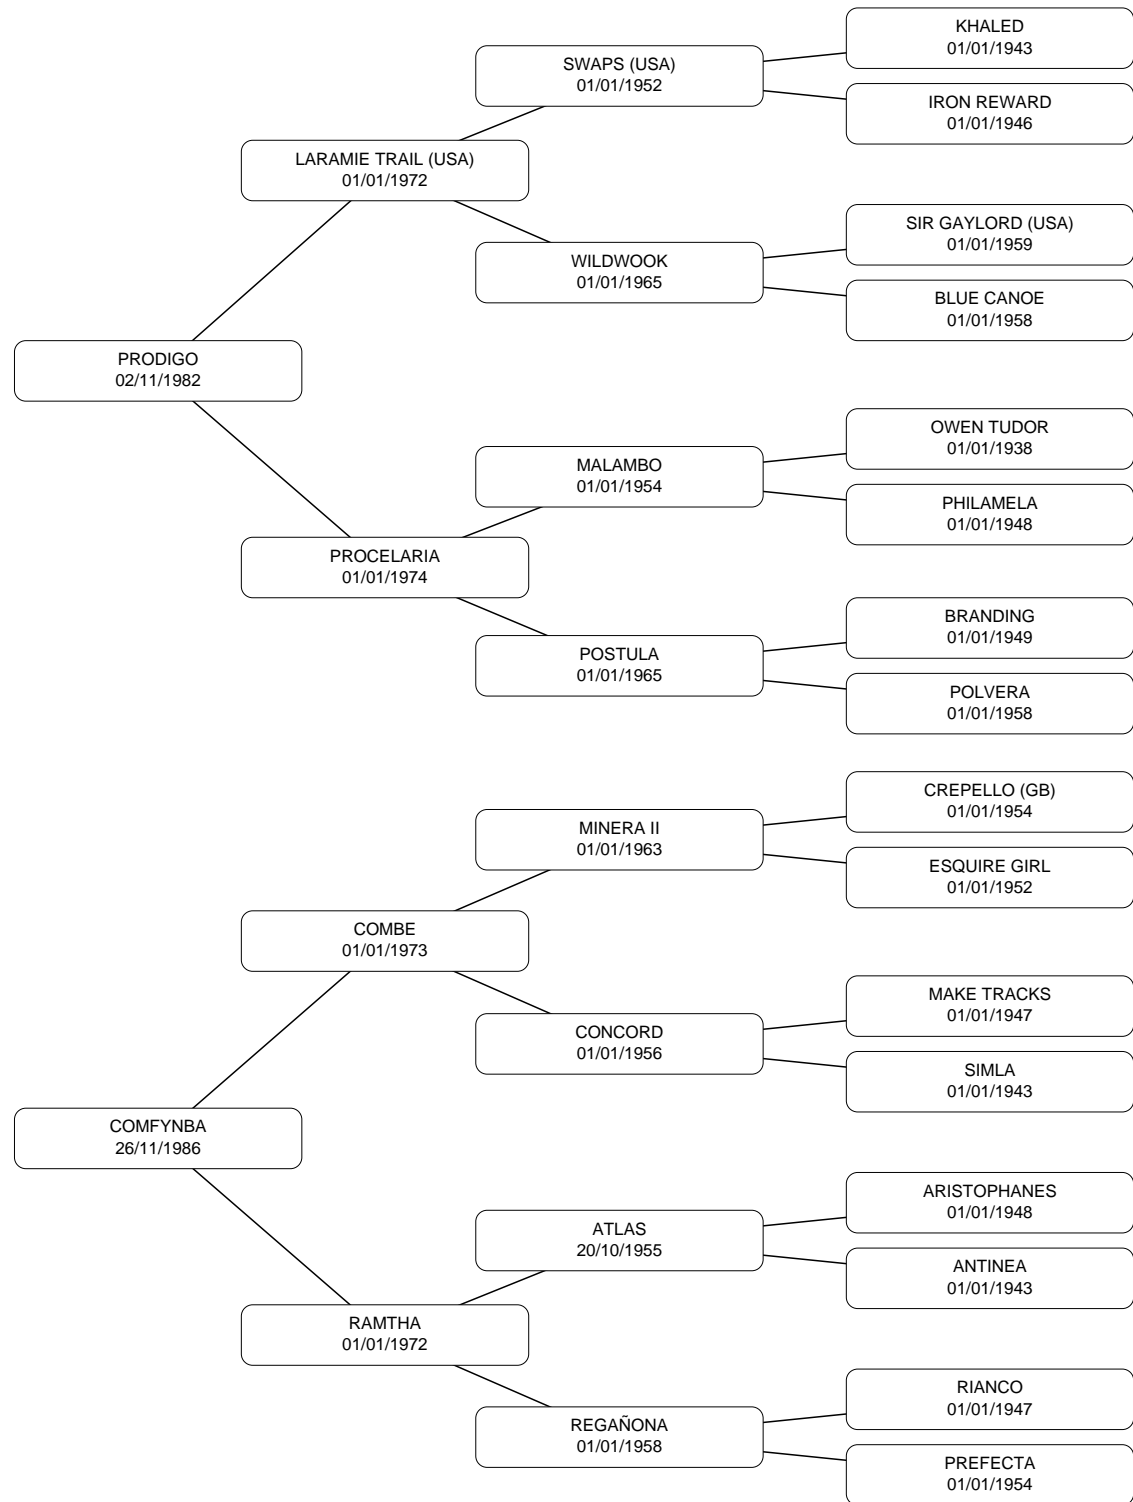 KHALED
01/01/1943
SWAPS (USA)
01/01/1952
IRON REWARD
01/01/1946
LARAMIE TRAIL (USA)
01/01/1972
SIR GAYLORD (USA)
01/01/1959
WILDWOOK
01/01/1965
BLUE CANOE
01/01/1958
PRODIGO
02/11/1982
OWEN TUDOR
01/01/1938
MALAMBO
01/01/1954
PHILAMELA
01/01/1948
PROCELARIA
01/01/1974
BRANDING
01/01/1949
POSTULA
01/01/1965
POLVERA
01/01/1958
CREPELLO (GB)
01/01/1954
MINERA II
01/01/1963
ESQUIRE GIRL
01/01/1952
COMBE
01/01/1973
MAKE TRACKS
01/01/1947
CONCORD
01/01/1956
SIMLA
01/01/1943
COMFYNBA
26/11/1986
ARISTOPHANES
01/01/1948
ATLAS
20/10/1955
ANTINEA
01/01/1943
RAMTHA
01/01/1972
RIANCO
01/01/1947
REGAÑONA
01/01/1958
PREFECTA
01/01/1954